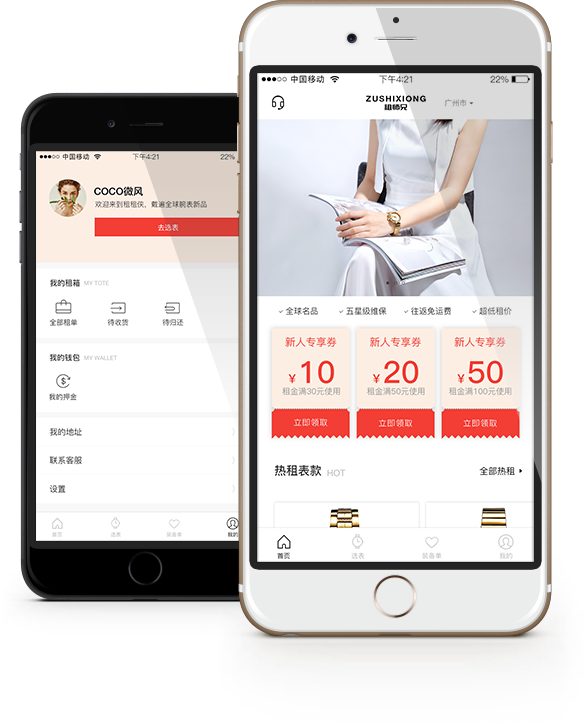 中国移动
下午4:21
22%
COCO微风
欢迎来到租租侠，戴遍全球腕表新品
去选表
我的租箱 MY TOTE
全部租单
待收货
待归还
我的钱包 MY WALLET
我的押金
我的地址
联系客服
设置
首页
选表
装备单
我的
中国移动
下午4:21
22%
ZUSHIXIONG
租师兄
广州市
全球名品
五星级维保
往返免运费
超低租价
新人专享券
¥10
租金满30元使用
立即领取
新人专享券
¥20
租金满50元使用
立即领取
新人专享券
¥50
租金满100元使用
立即领取
热租表款 HOT
全部热租
首页
选表
装备单
我的